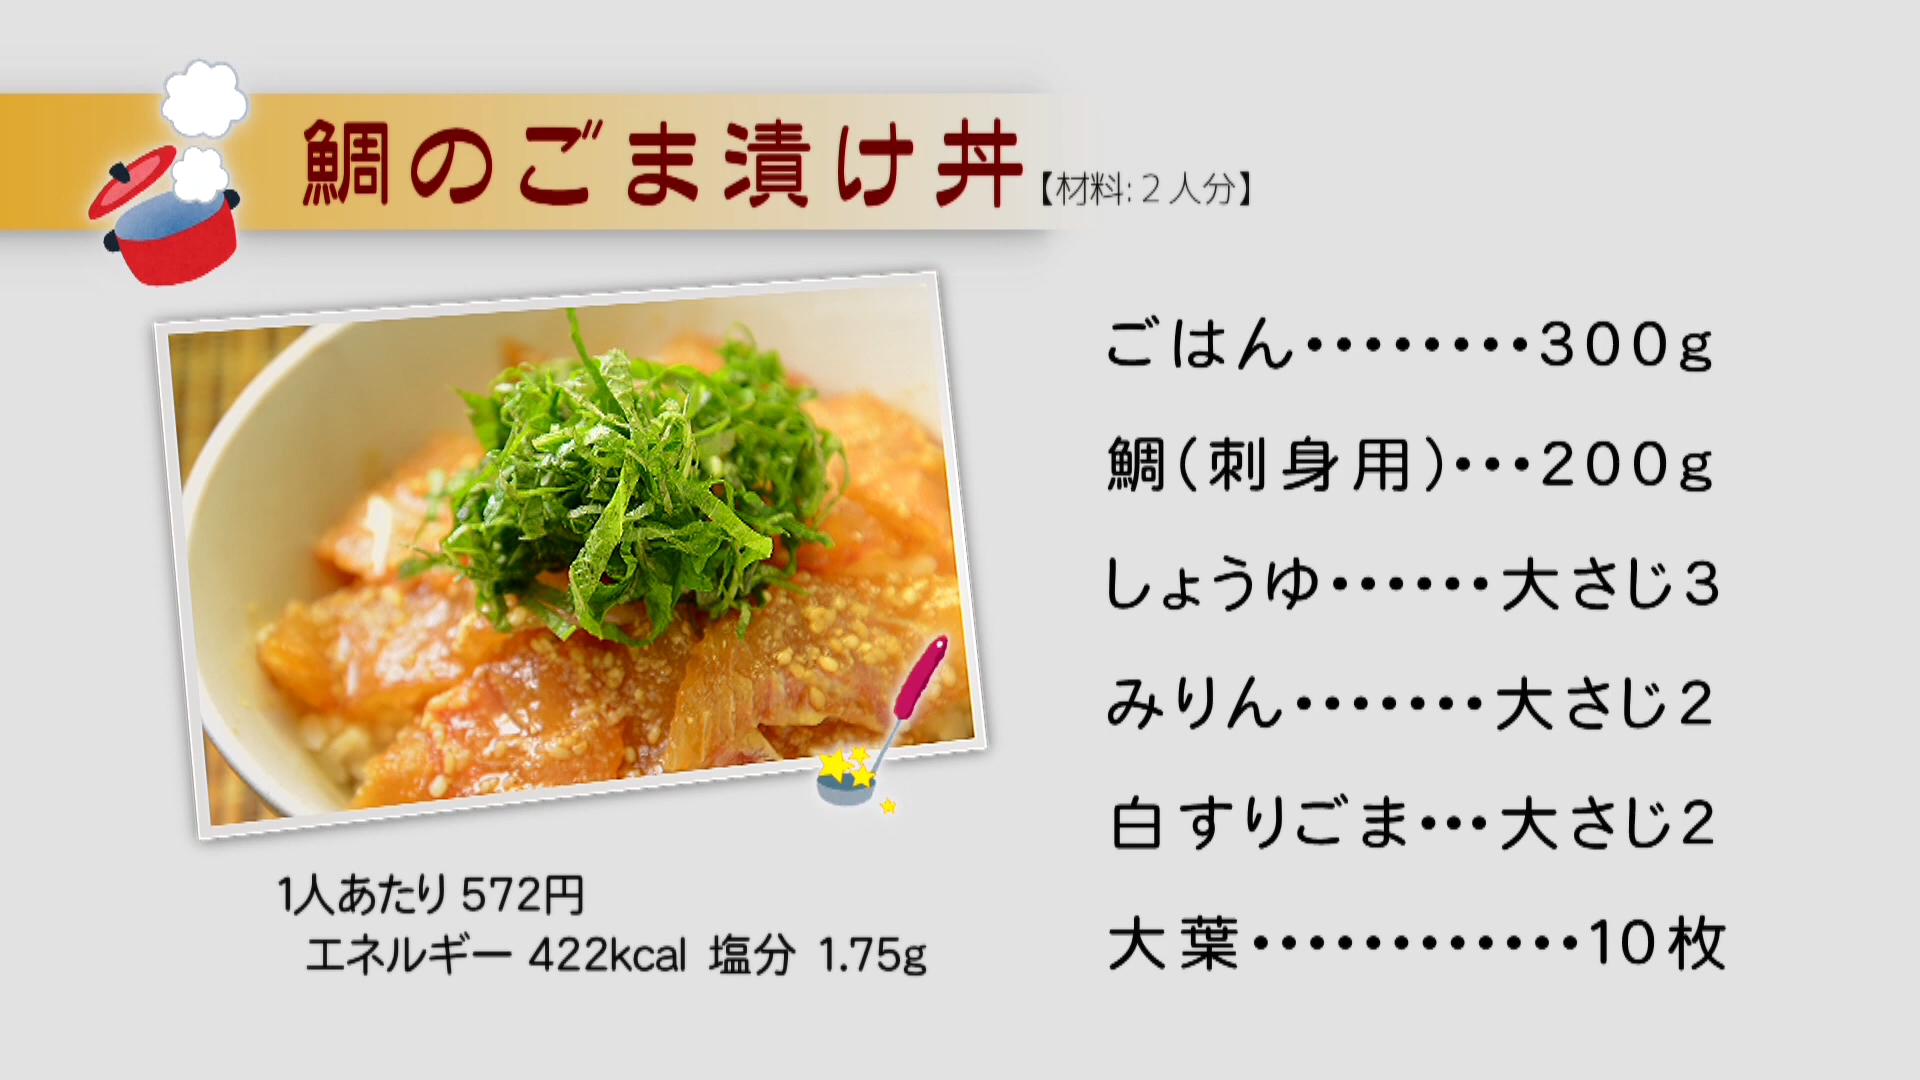 鯛のごま漬け丼【材料:2人分】
ごはん････････300g
鯛(刺身用)･･･200g
しょうゆ･･････大さじ3
みりん･･･････大さじ2
白すりごま･･･大さじ2
大葉････････････10枚
1人あたり 572円
エネルギー 422kcal 塩分 1.75g